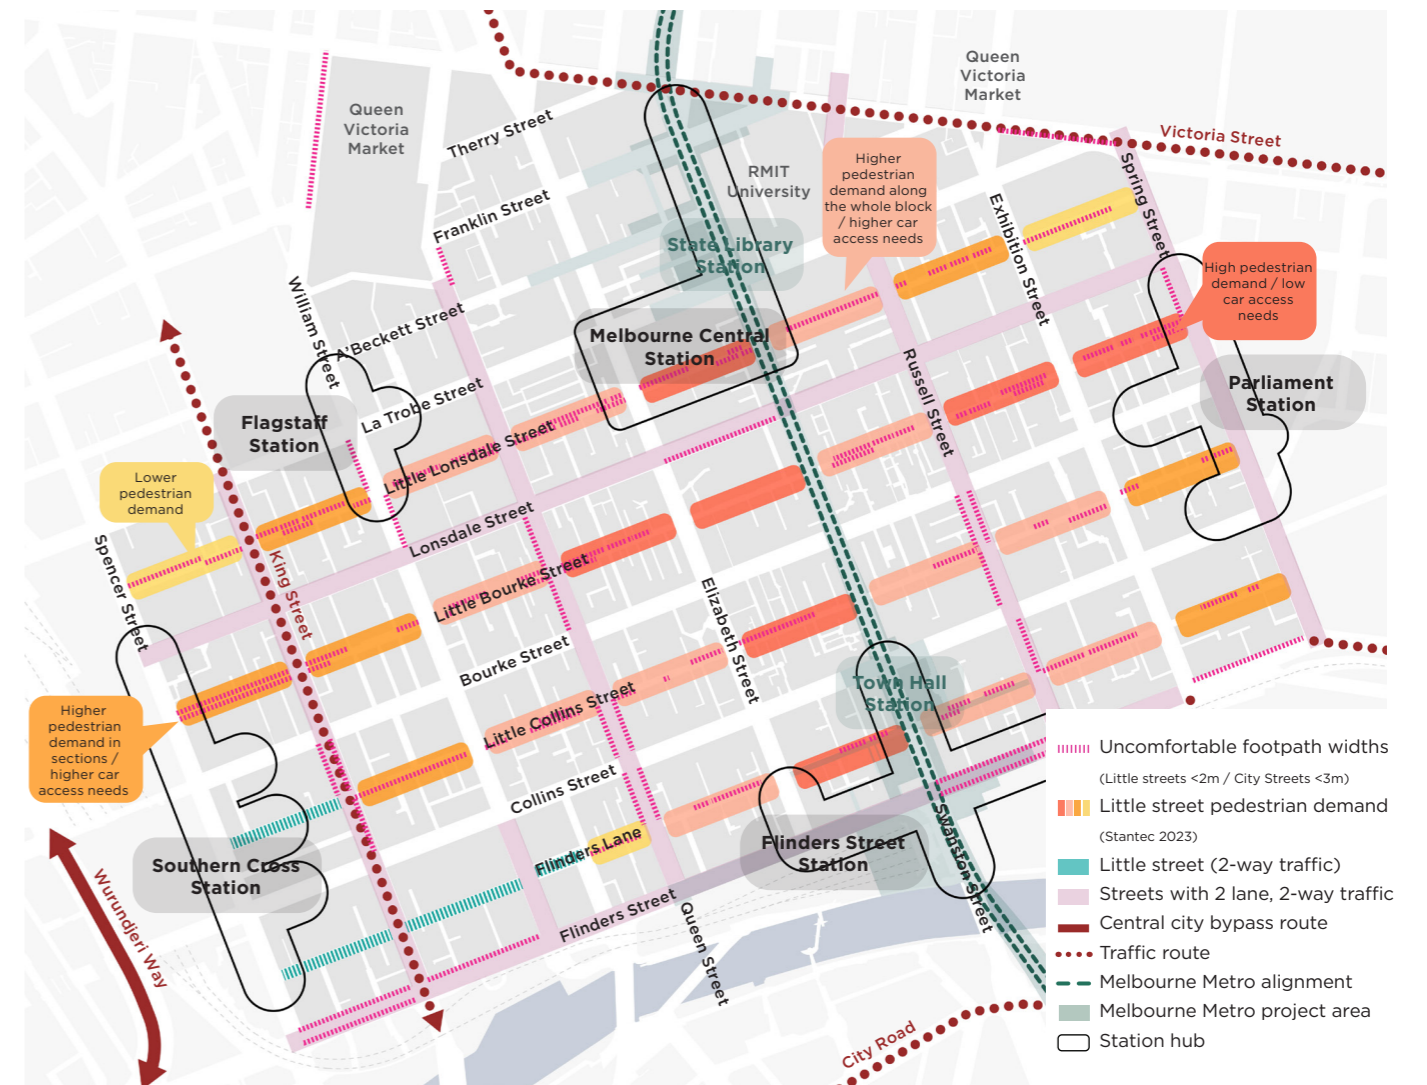 Queen
Victoria
Market
Queen
Victoria
Market
Therry Street
Victoria Street
Higher
pedestrian
demand along
the whole block
/ higher car
access needs
RMIT
University
Spring Street
Franklin Street
Exhibition Street
State Library
Station
High pedestrian
demand / low
car access
needs
William Street
A'Beckett Street
Melbourne Central
Station
Russell Street
Parliament
Station
La Trobe Street
Flagstaff
Station
Little Lonsdale Street
Lower
pedestrian
demand
Lonsdale Street
Spencer Street
King Street
Little Bourke Street
Elizabeth Street
Bourke Street
Town Hall
Station
Little Collins Street
Higher
pedestrian
demand in
sections /
higher car
access needs
Collins Street
Flinders Lane
Flinders Street
Station
Swanston Street
Southern Cross
Station
Wurundjeri Way
Flinders Street
Queen Street
City Road
Uncomfortable footpath widths
(Little streets <2m / City Streets <3m)
Little street pedestrian demand
(Stantec 2023)
Little street (2-way traffic)
Streets with 2 lane, 2-way traffic
Central city bypass route
Traffic route
Melbourne Metro alignment
Melbourne Metro project area
Station hub